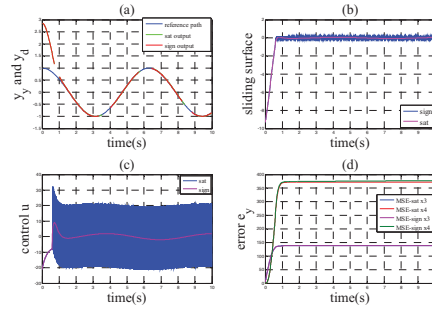 (a)
reference path
sat output
sign output
y_y and y_d
time(s)
(b)
sliding surface
sign
sat
time(s)
(c)
control u
sat
sign
time(s)
(d)
error e_y
MSE-sat x3
MSE-sat x4
MSE-sign x3
MSE-sign x4
time(s)